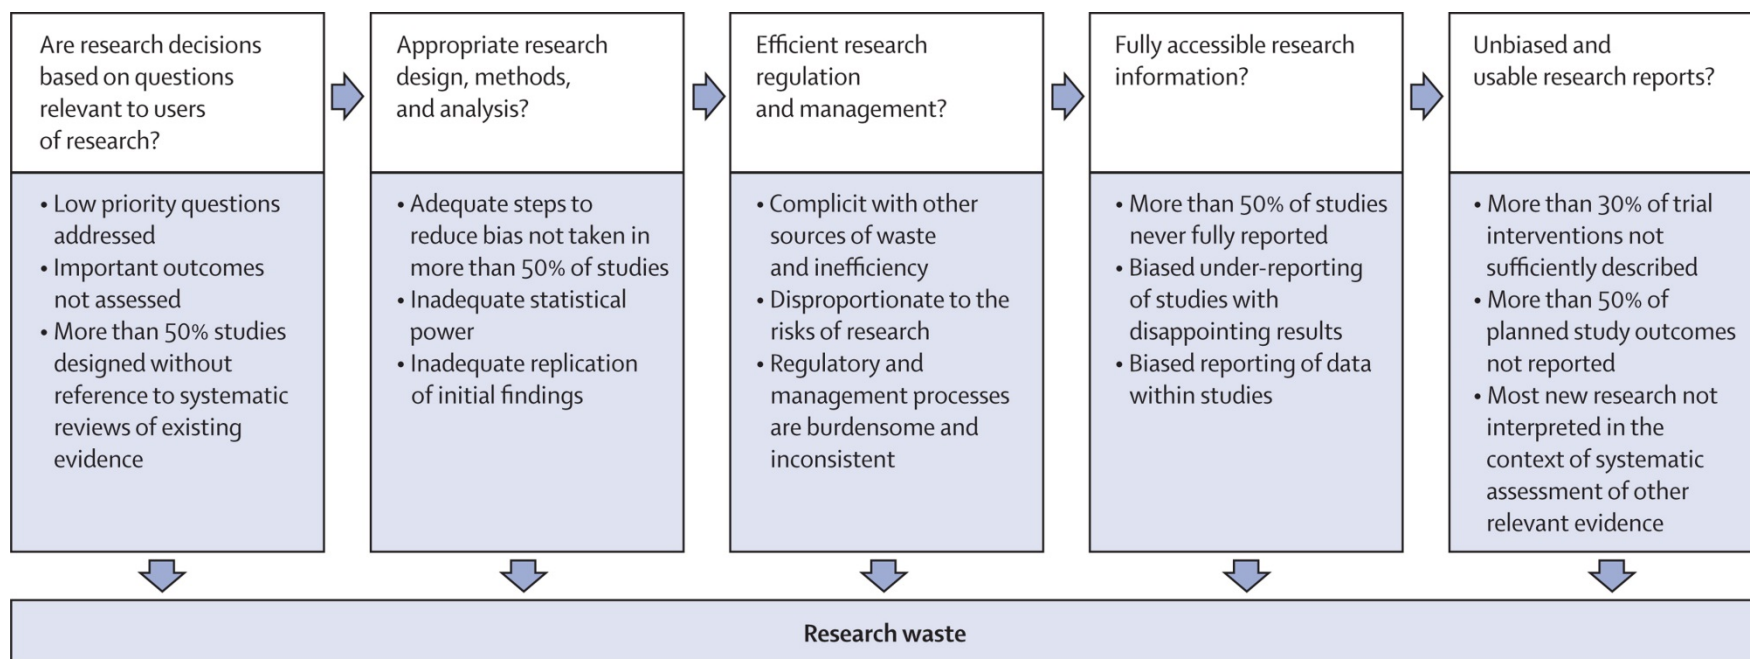 Are research decisions
based on questions
relevant to users
of research?
• Low priority questions
addressed
• Important outcomes
not assessed
• More than 50% studies
designed without
reference to systematic
reviews of existing
evidence
Appropriate research
design, methods,
and analysis?
• Adequate steps to
reduce bias not taken in
more than 50% of studies
• Inadequate statistical
power
• Inadequate replication
of initial findings
Efficient research
regulation
and management?
• Complicit with other
sources of waste
and inefficiency
• Disproportionate to the
risks of research
• Regulatory and
management processes
are burdensome and
inconsistent
Fully accessible research
information?
• More than 50% of studies
never fully reported
• Biased under-reporting
of studies with
disappointing results
• Biased reporting of data
within studies
Unbiased and
usable research reports?
• More than 30% of trial
interventions not
sufficiently described
• More than 50% of
planned study outcomes
not reported
• Most new research not
interpreted in the
context of systematic
assessment of other
relevant evidence
Research waste